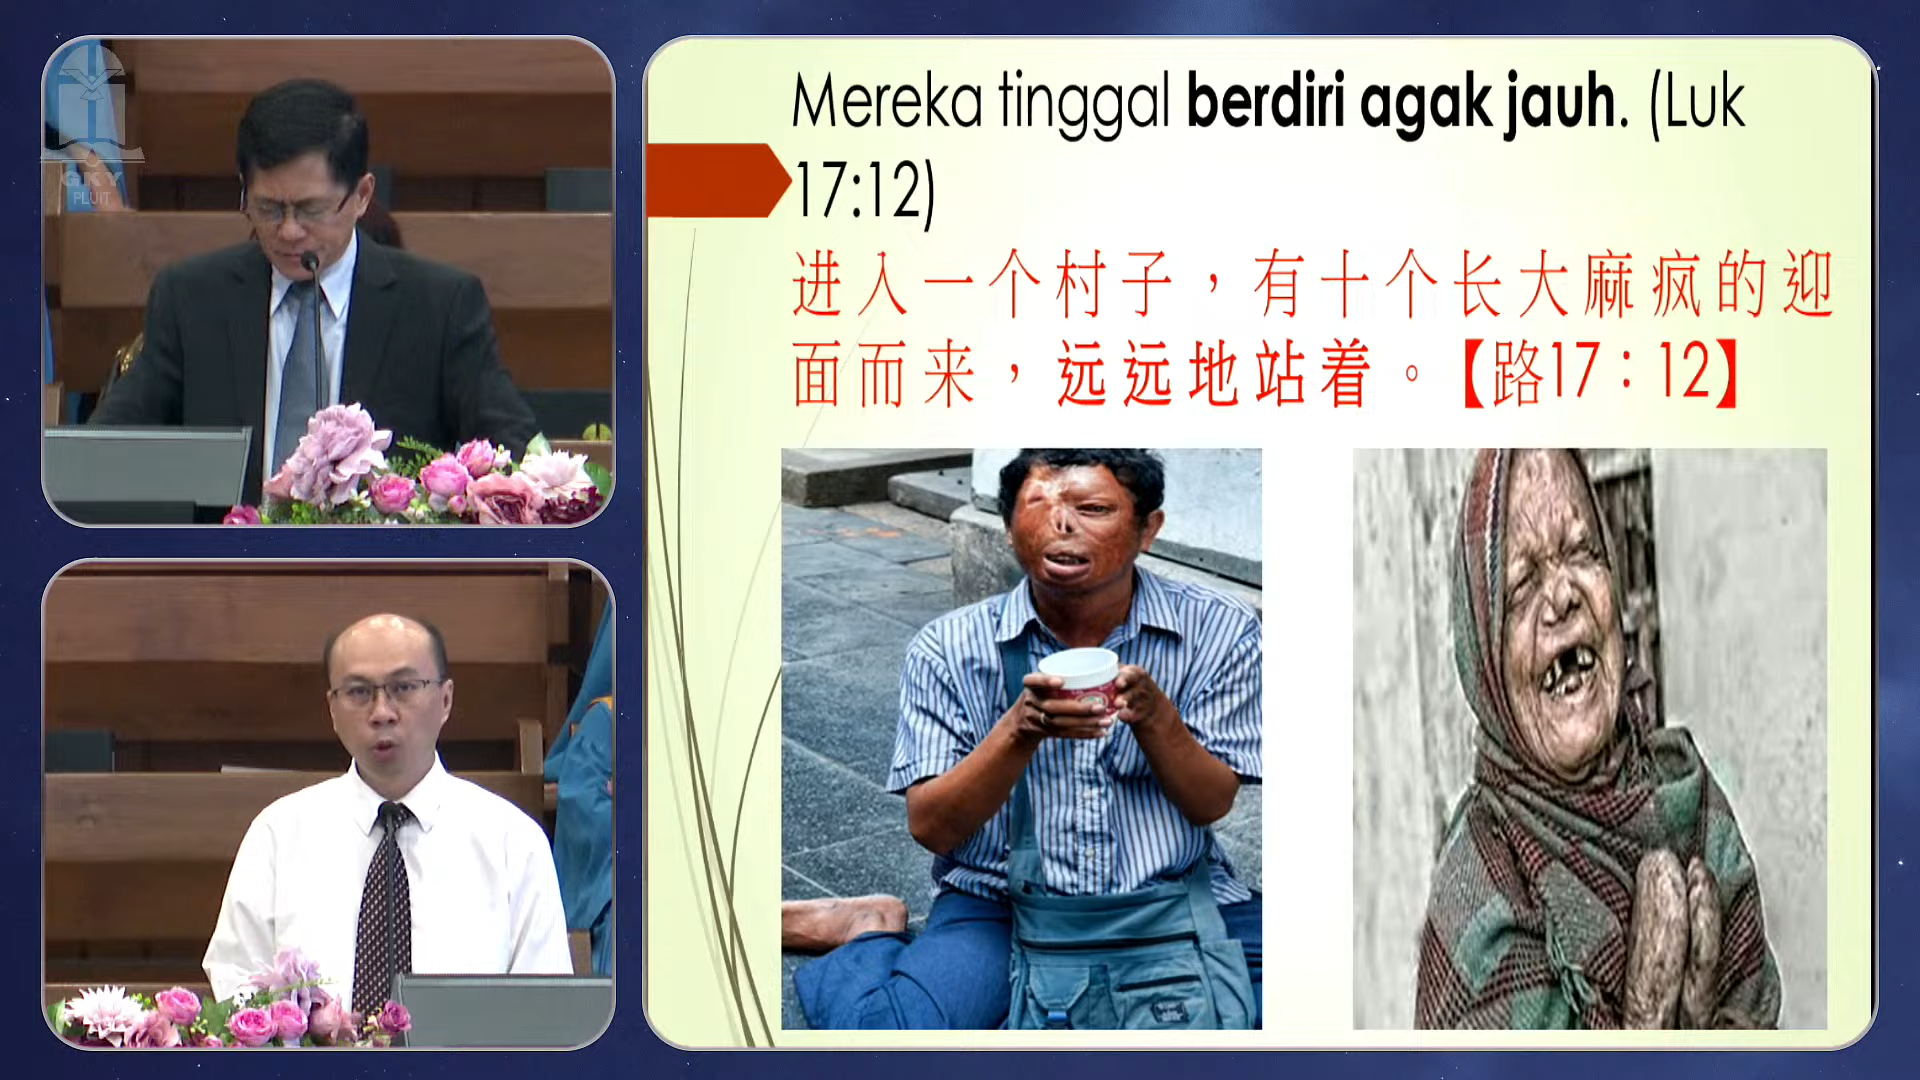 GKY
PLUIT
Mereka tinggal berdiri agak jauh. (Luk
17:12)
进入一个村子，有十个长大麻疯的迎
面而来，远远地站着。【路17：12】